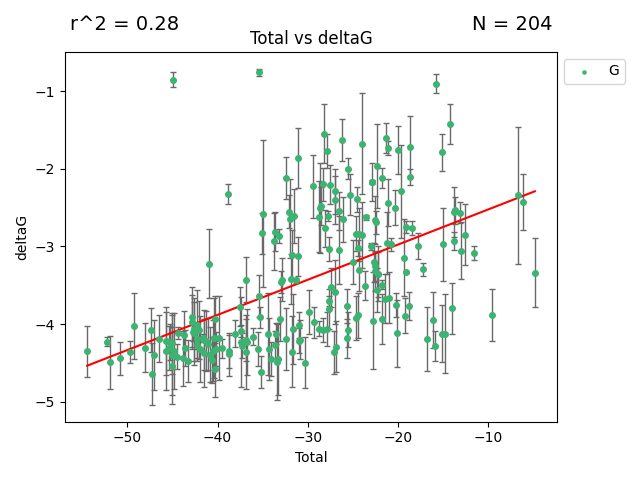 r^2 = 0.28 N = 204
Total vs deltaG
G
deltaG
−1
−2
−3
−4
−5
−50 −40 −30 −20 −10
Total